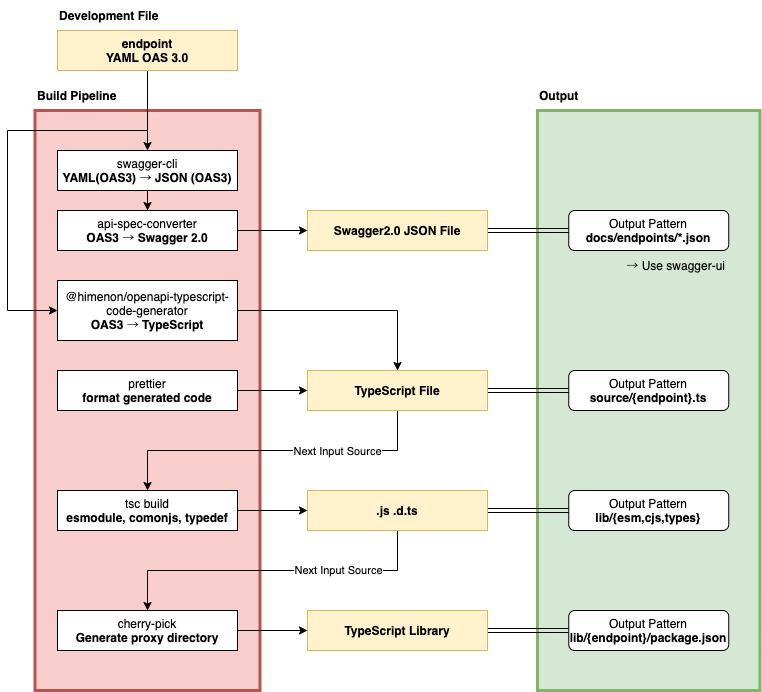 Development File
endpoint
YAML OAS 3.0
Build Pipeline
Output
swagger-cli
YAML(OAS3) → JSON (OAS3)
api-spec-converter
OAS3 → Swagger 2.0
Swagger2.0 JSON File
Output Pattern
docs/endpoints/*.json
→ Use swagger-ui
@himenon/openapi-typescript-
code-generator
OAS3 → TypeScript
prettier
format generated code
TypeScript File
Output Pattern
source/{endpoint}.ts
Next Input Source
tsc build
esmodule, comonjs, typedef
.js .d.ts
Output Pattern
lib/{esm,cjs,types}
Next Input Source
cherry-pick
Generate proxy directory
TypeScript Library
Output Pattern
lib/{endpoint}/package.json